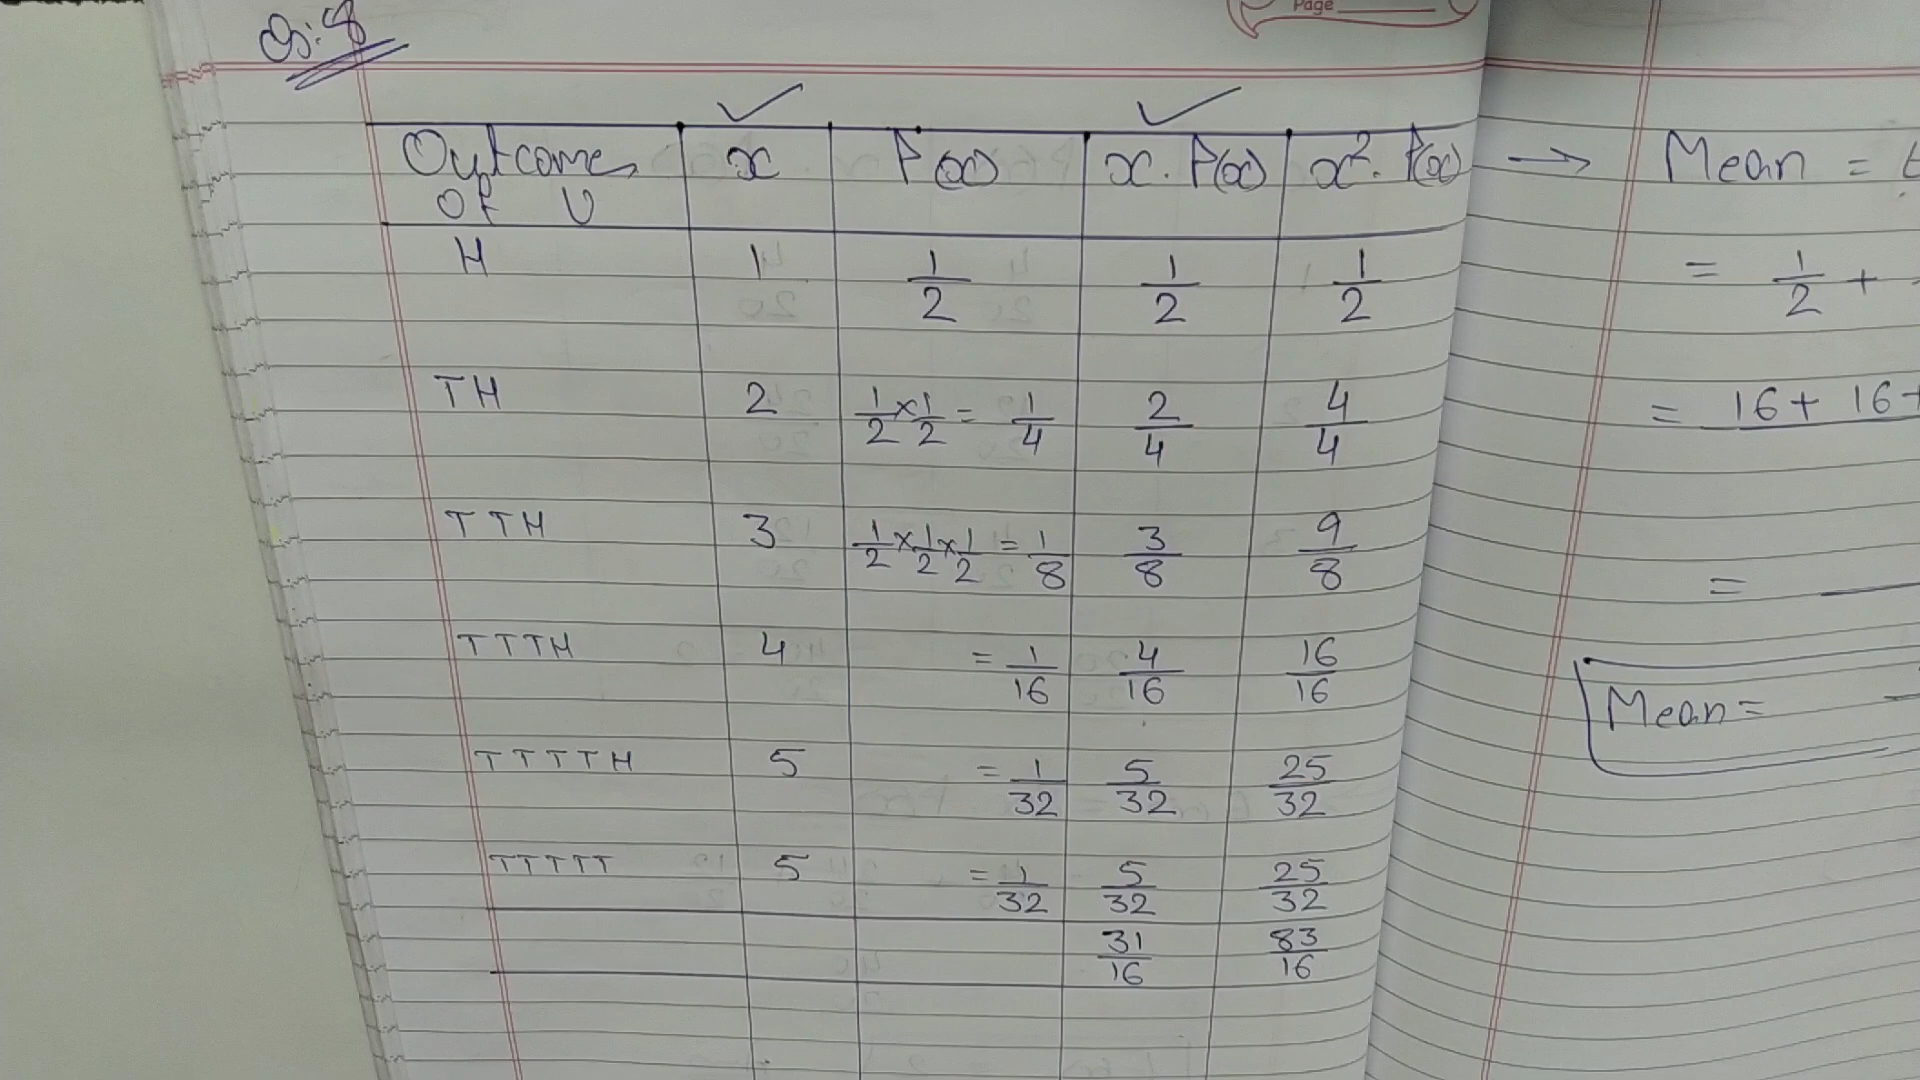 Page
Qs:8
Outcomes of U x P(x) x . P(x) x² . P(x) → Mean =
H 1 1/2 1/2 1/2
= 1/2 +
TH 2 1/2 × 1/2 = 1/4 2/4 4/4
= 16 + 16 +
TTH 3 1/2 × 1/2 × 1/2 = 1/8 3/8 9/8
=
TTTH 4 = 1/16 4/16 16/16
Mean =
TTTTH 5 = 1/32 5/32 25/32
TTTTT 5 = 1/32 5/32 25/32
31/16 83/16